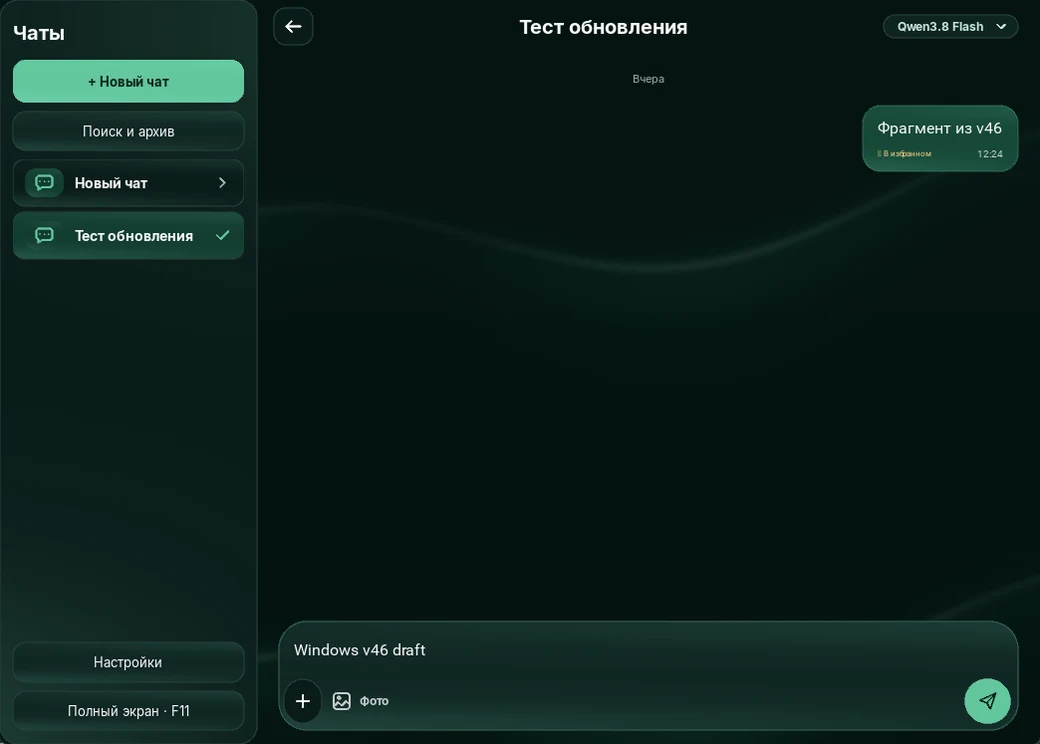 Чаты
+ Новый чат
Поиск и архив
Новый чат
Тест обновления
Настройки
Полный экран · F11
Тест обновления
Qwen3.8 Flash
Вчера
Фрагмент из v46
В избранном
12:24
Windows v46 draft
Фото